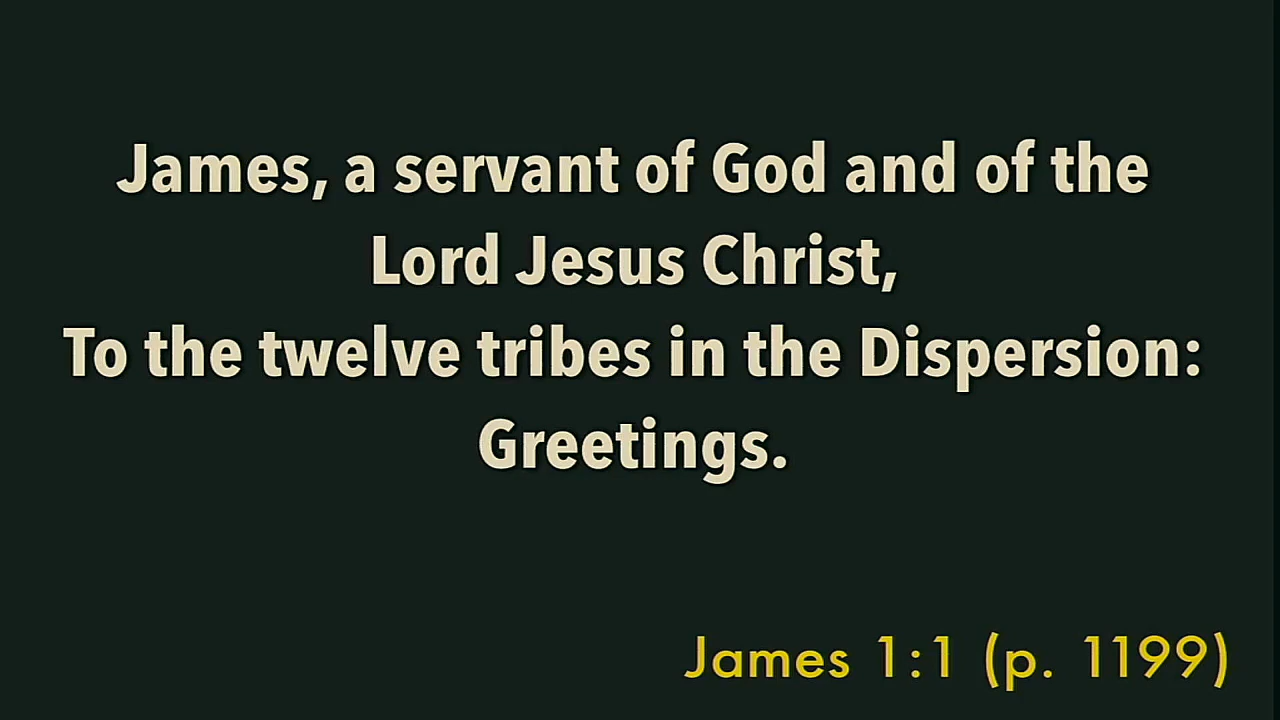 James, a servant of God and of the
Lord Jesus Christ,
To the twelve tribes in the Dispersion:
Greetings.
James 1:1 (p. 1199)